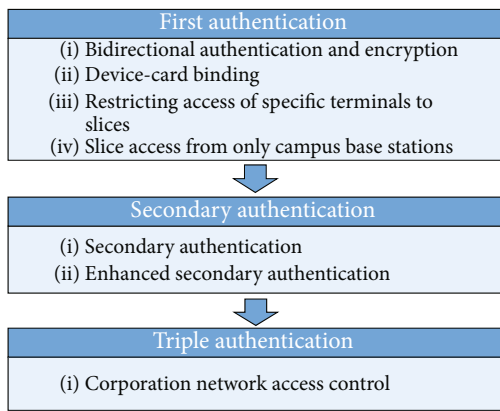 First authentication
(i) Bidirectional authentication and encryption
(ii) Device-card binding
(iii) Restricting access of specific terminals to
slices
(iv) Slice access from only campus base stations
Secondary authentication
(i) Secondary authentication
(ii) Enhanced secondary authentication
Triple authentication
(i) Corporation network access control